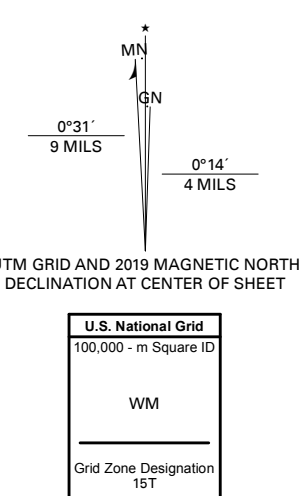 ★
MN
GN
0°31´
9 MILS
0°14´
4 MILS
UTM GRID AND 2019 MAGNETIC NORTH
DECLINATION AT CENTER OF SHEET
U.S. National Grid
100,000 - m Square ID
WM
Grid Zone Designation
15T